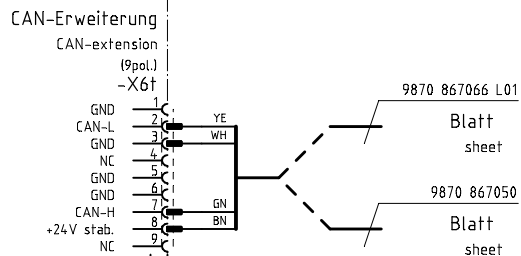 CAN-Erweiterung
CAN-extension
(9pol.)
-X6t
GND 1
CAN-L 2 YE
GND 3 WH
NC 4
GND 5
GND 6
CAN-H 7 GN
+24V stab. 8 BN
NC 9
9870 867066 L01
Blatt
sheet
9870 867050
Blatt
sheet